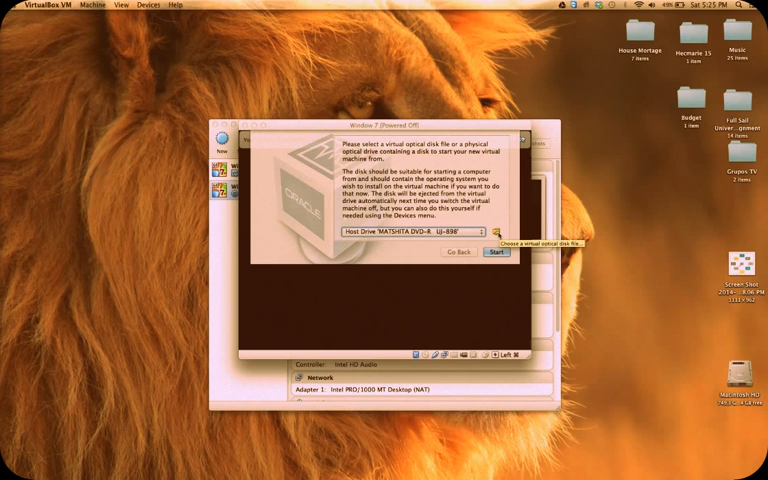 VirtualBox VM Machine View Devices Help
49% Sat 5:25 PM
House Mortage
7 items
Hecmarie 15
1 item
Music
25 items
Budget
1 item
Full Sail
Univer...gnment
14 items
Grupos TV
2 items
Screen Shot
2014-...8.06 PM
1111×962
Macintosh HD
Window 7 [Powered Off]
New
Please select a virtual optical disk file or a physical
optical drive containing a disk to start your new virtual
machine from.
The disk should be suitable for starting a computer
from and should contain the operating system you
wish to install on the virtual machine if you want to do
that now. The disk will be ejected from the virtual
drive automatically next time you switch the virtual
machine off, but you can also do this yourself if
needed using the Devices menu.
ORACLE
Host Drive 'MATSHITA DVD-R UJ-898'
Choose a virtual optical disk file...
Go Back Start
Left ⌘
Controller: Intel HD Audio
Network
Adapter 1: Intel PRO/1000 MT Desktop (NAT)